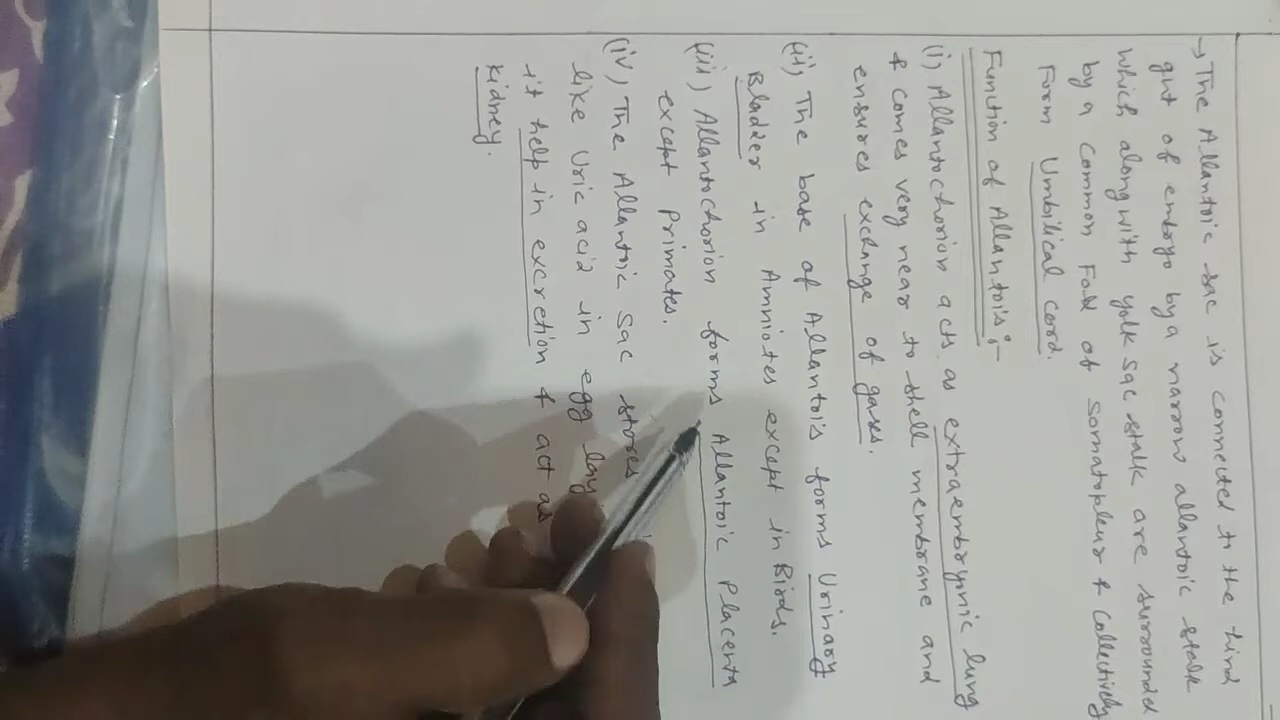 → The Allantoic sac is connected to the hind
gut of embryo by a narrow allantoic stalk
which alongwith yolk sac stalk are surrounded
by a common Fold of somatopleur & collectively
Form Umbilical cord.
Function of Allantois :-
(i) Allantochorion acts as extraembryonic lung
& comes very near to shell membrane and
ensures exchange of gases.
(ii) The base of Allantois forms Urinary
Bladder in Amniotes except in Birds.
(iii) Allantochorion forms Allantoic Placenta
except primates.
(iv) The Allantoic sac stores
like Uric acid in egg lay
it help in excretion & act as
kidney.